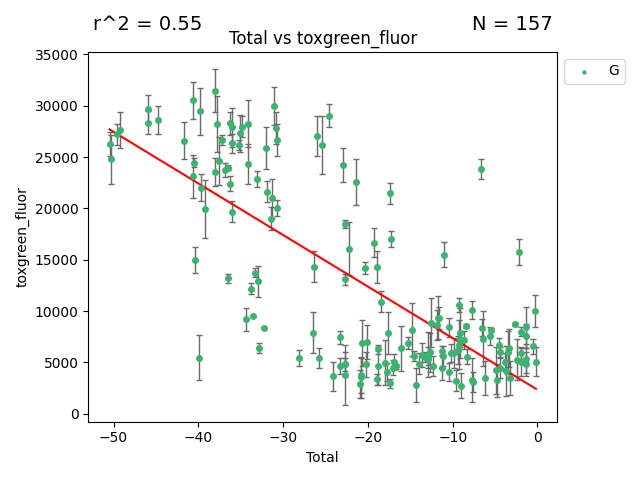 r^2 = 0.55 N = 157
Total vs toxgreen_fluor
G
35000
30000
25000
20000
15000
10000
5000
0
toxgreen_fluor
−50 −40 −30 −20 −10 0
Total